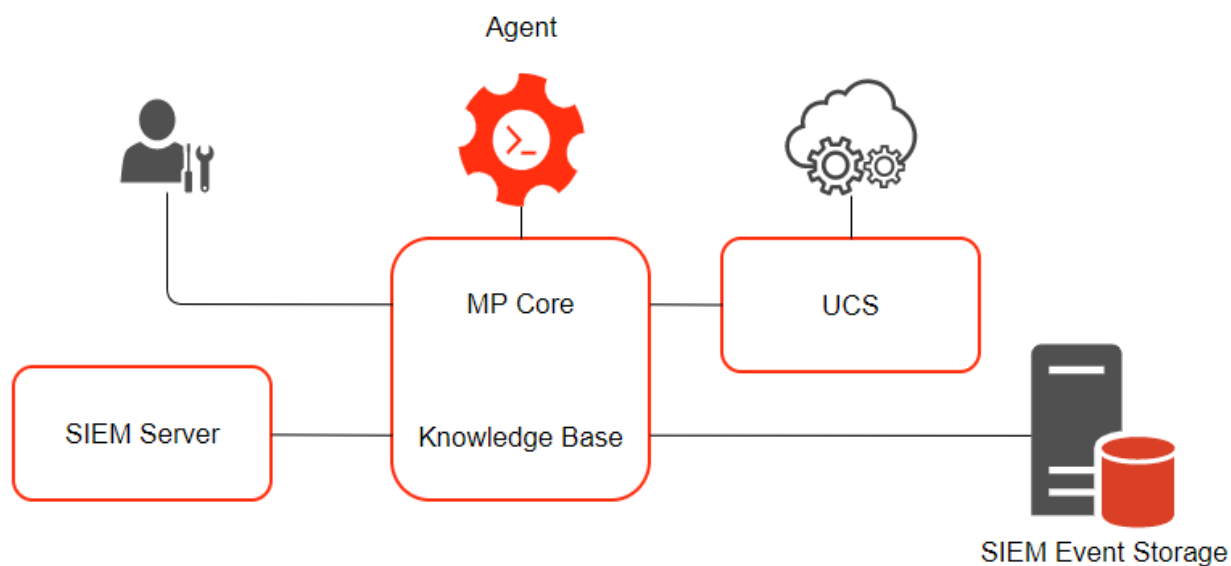 Agent
MP Core
UCS
SIEM Server
Knowledge Base
SIEM Event Storage